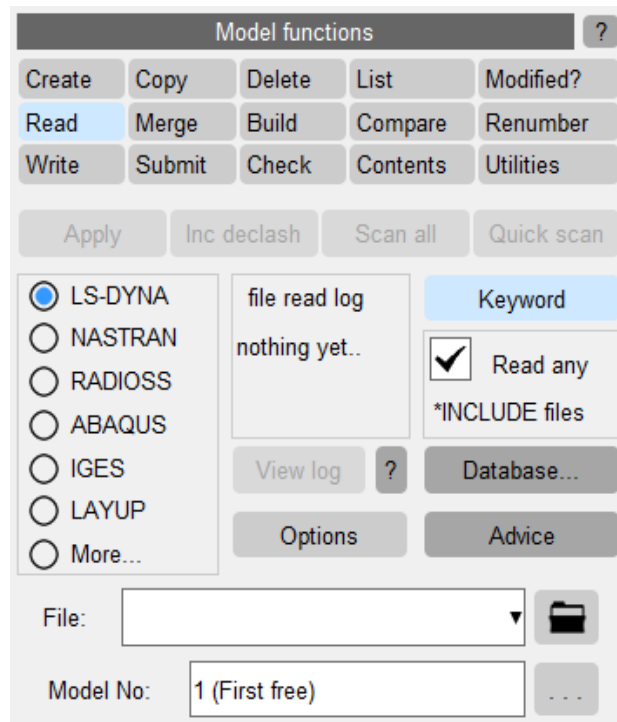 Model functions ?
Create Copy Delete List Modified?
Read Merge Build Compare Renumber
Write Submit Check Contents Utilities
Apply Inc declash Scan all Quick scan
LS-DYNA
NASTRAN
RADIOSS
ABAQUS
IGES
LAYUP
More...
file read log
nothing yet..
View log ?
Options
Keyword
Read any
*INCLUDE files
Database...
Advice
File:
Model No: 1 (First free) ...